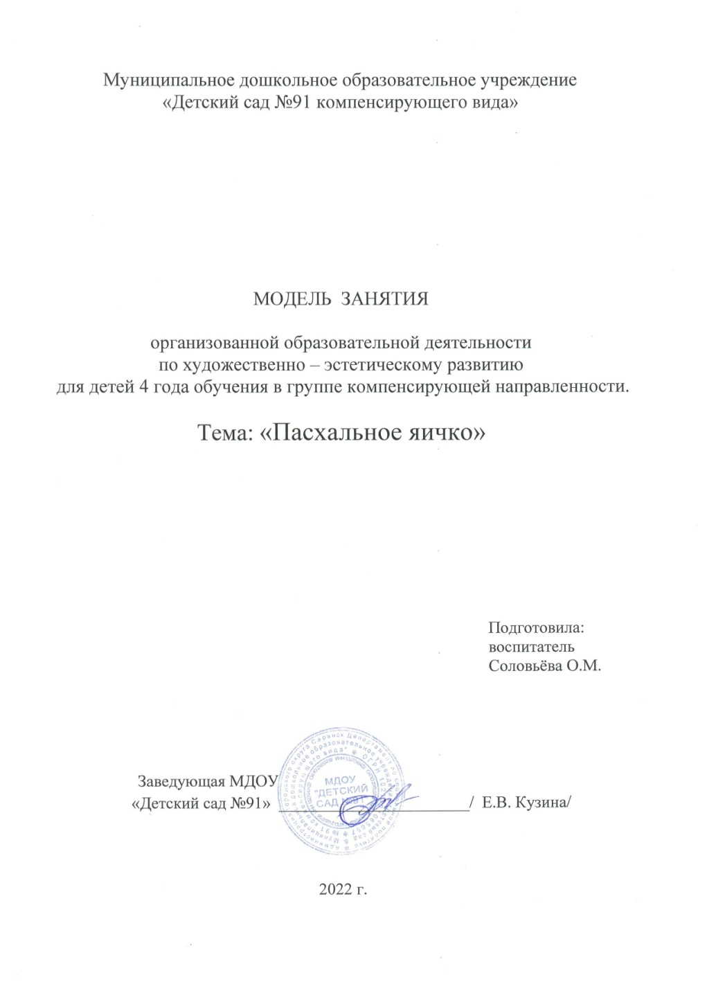 Муниципальное дошкольное образовательное учреждение
«Детский сад №91 компенсирующего вида»
МОДЕЛЬ ЗАНЯТИЯ
организованной образовательной деятельности
по художественно – эстетическому развитию
для детей 4 года обучения в группе компенсирующей направленности.
Тема: «Пасхальное яичко»
Подготовила:
воспитатель
Соловьёва О.М.
Заведующая МДОУ
«Детский сад №91» /  Е.В. Кузина/
МДОУ
"ДЕТСКИЙ
САД №91"
2022 г.